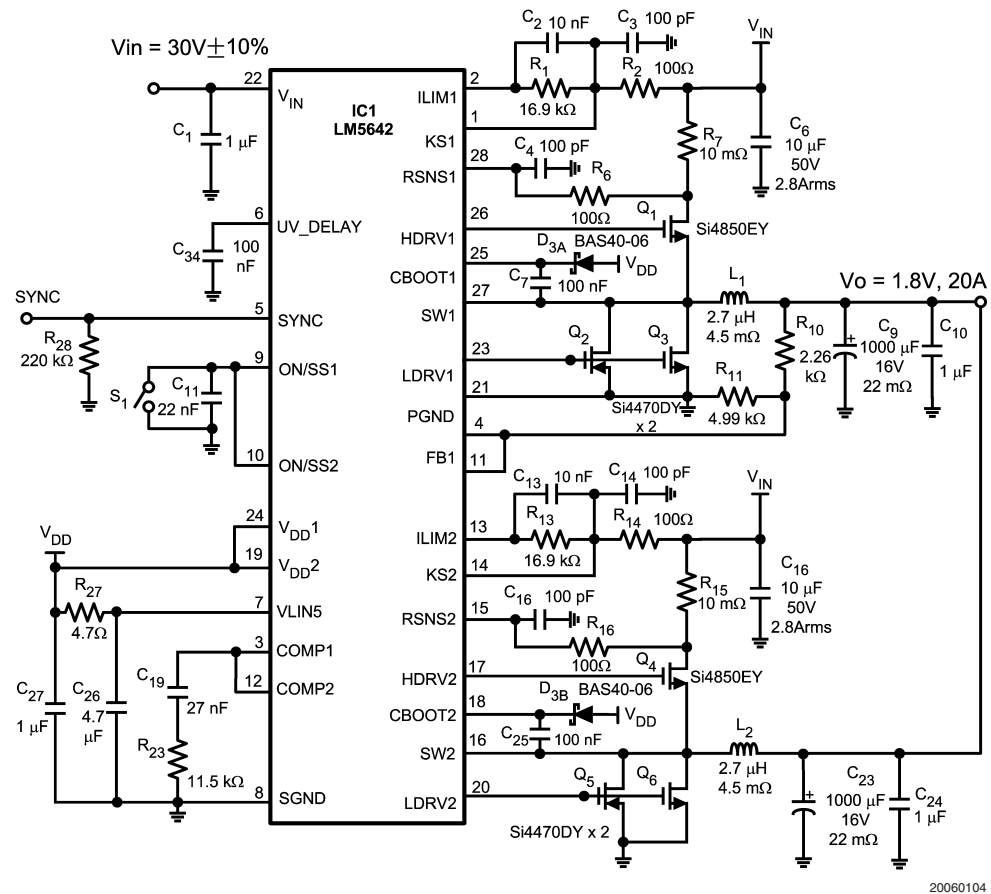 Vin = 30V±10%
22
V_IN
C1
1 µF
IC1
LM5642
6
UV_DELAY
C34
100
nF
SYNC
5
SYNC
R28
220 kΩ
9
ON/SS1
S1
C11
22 nF
10
ON/SS2
24
VDD1
VDD
19
VDD2
R27
4.7Ω
7
VLIN5
3
COMP1
12
COMP2
C27
1 µF
C26
4.7
µF
C19
27 nF
R23
11.5 kΩ
8
SGND
2
ILIM1
1
KS1
28
RSNS1
26
HDRV1
25
CBOOT1
27
SW1
23
LDRV1
21
PGND
4
FB1
11
13
ILIM2
14
KS2
15
RSNS2
17
HDRV2
18
CBOOT2
16
SW2
20
LDRV2
C2 10 nF
C3 100 pF
R1
16.9 kΩ
R2 100Ω
VIN
R7
10 mΩ
C6
10 µF
50V
2.8Arms
C4 100 pF
R6
100Ω
Q1
Si4850EY
D3A BAS40-06
VDD
C7
100 nF
L1
2.7 µH
4.5 mΩ
Vo = 1.8V, 20A
Q2
Q3
Si4470DY
x 2
R10
2.26
kΩ
R11
4.99 kΩ
+
C9
1000 µF
16V
22 mΩ
C10
1 µF
C13 10 nF
C14 100 pF
R13
16.9 kΩ
R14 100Ω
VIN
R15
10 mΩ
C16
10 µF
50V
2.8Arms
C16 100 pF
R16
100Ω
Q4
Si4850EY
D3B BAS40-06
VDD
C25 100 nF
L2
2.7 µH
4.5 mΩ
Q5
Q6
Si4470DY x 2
+
C23
1000 µF
16V
22 mΩ
C24
1 µF
20060104